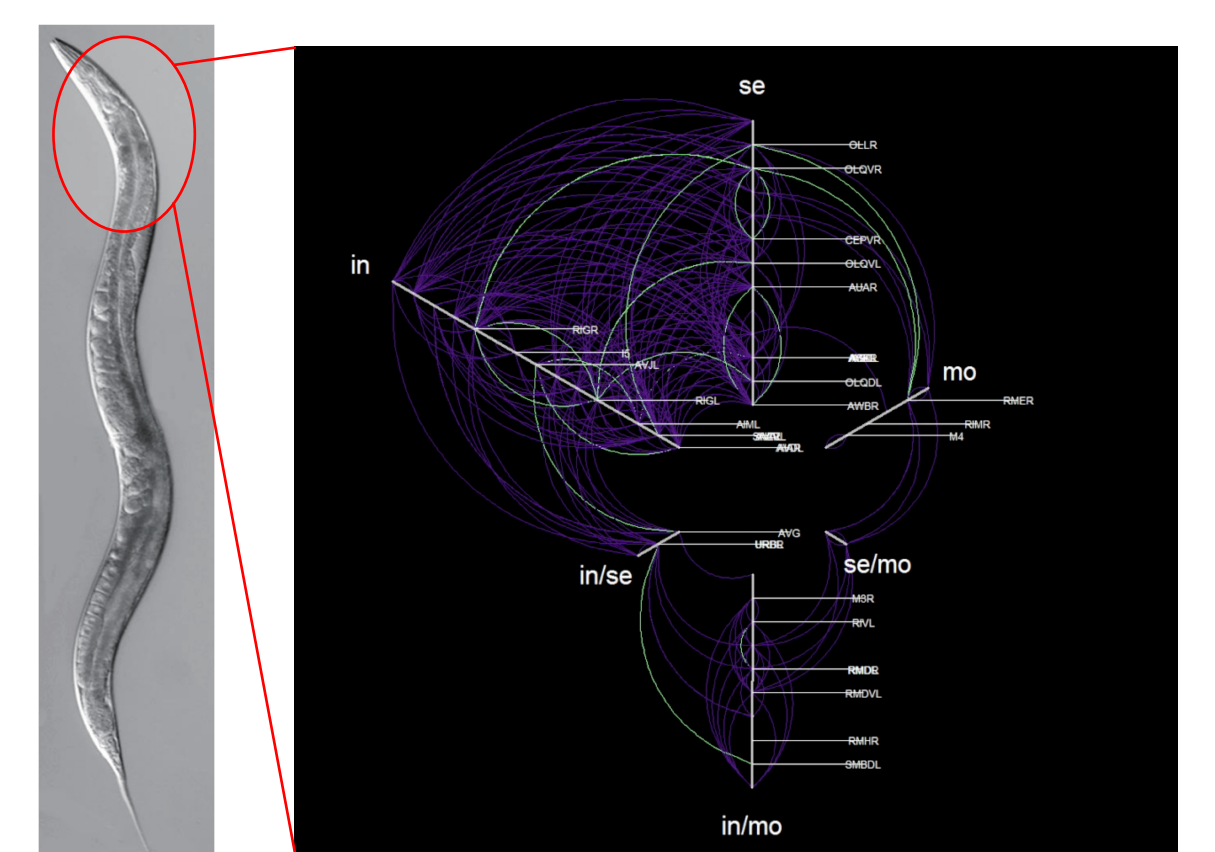 se
OLLR
OLQVR
CEPVR
OLQVL
AUAR
OLQDL
AWBR
in
RIGR
I5
AVJL
RIGL
AIML
mo
RMER
RIMR
M4
AVG
in/se
se/mo
M3R
RIVL
RMDVL
RMHR
SMBDL
in/mo